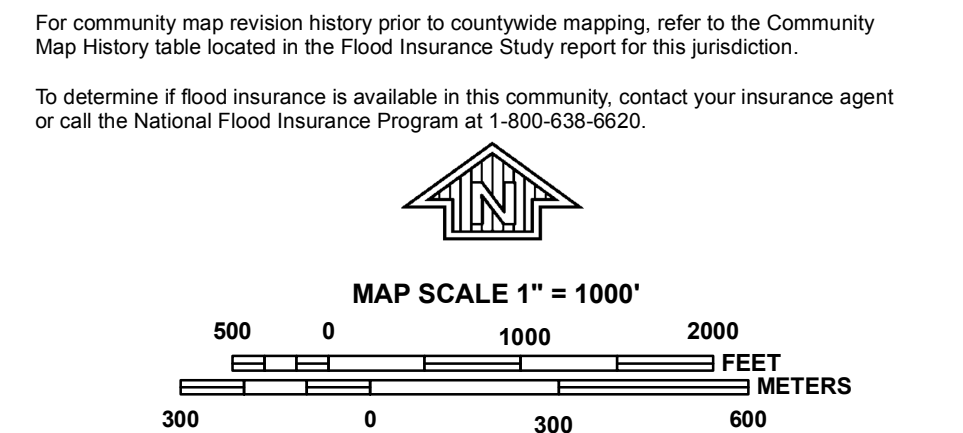 For community map revision history prior to countywide mapping, refer to the Community
Map History table located in the Flood Insurance Study report for this jurisdiction.
To determine if flood insurance is available in this community, contact your insurance agent
or call the National Flood Insurance Program at 1-800-638-6620.
N
MAP SCALE 1" = 1000'
500 0 1000 2000
FEET
METERS
300 0 300 600